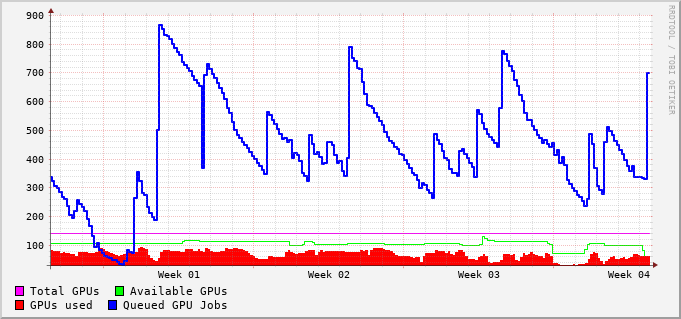 900
800
700
600
500
400
300
200
100
Week 01 Week 02 Week 03 Week 04
Total GPUs Available GPUs
GPUs used Queued GPU Jobs
RRDTOOL / TOBI OETIKER